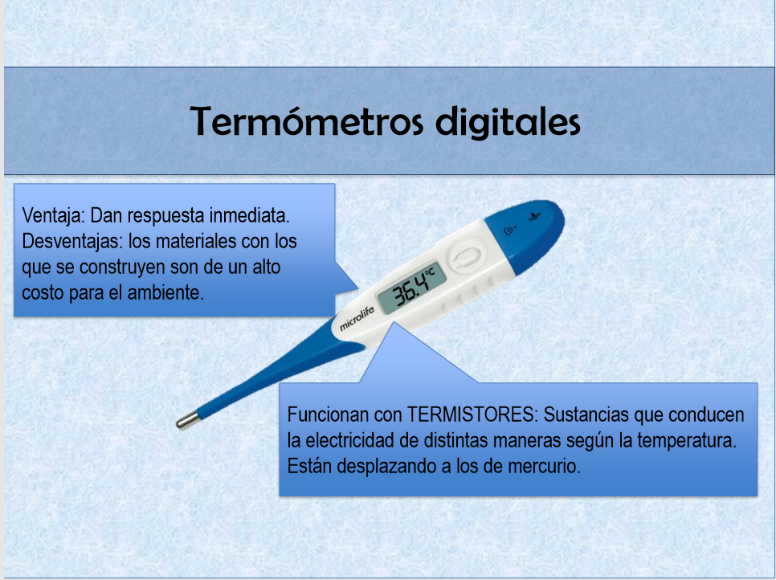 Termómetros digitales
Ventaja: Dan respuesta inmediata.
Desventajas: los materiales con los
que se construyen son de un alto
costo para el ambiente.
36.4°C
microlife
Funcionan con TERMISTORES: Sustancias que conducen
la electricidad de distintas maneras según la temperatura.
Están desplazando a los de mercurio.